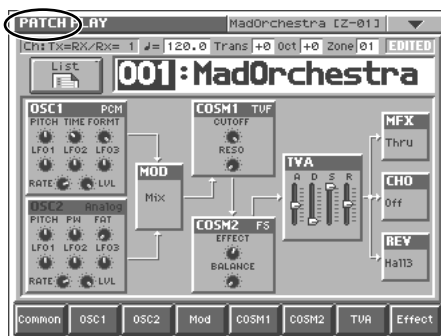 PATCH PLAY MadOrchestra [Z-01]
Ch: TX=RX/RX= 1 ♩=120.0 Trans +0 Oct +0 Zone 01 EDITED
List 001:MadOrchestra
OSC1 PCM
PITCH TIME FORMT
LFO1 LFO2 LFO3
RATE LVL
OSC2 Analog
PITCH PW FAT
LFO1 LFO2 LFO3
RATE LVL
MOD
Mix
COSM1 TVF
CUTOFF
RESO
COSM2 FS
EFFECT
BALANCE
TVA
A D S R
MFX
Thru
CHO
Off
REV
Hall3
Common OSC1 OSC2 Mod COSM1 COSM2 TVA Effect